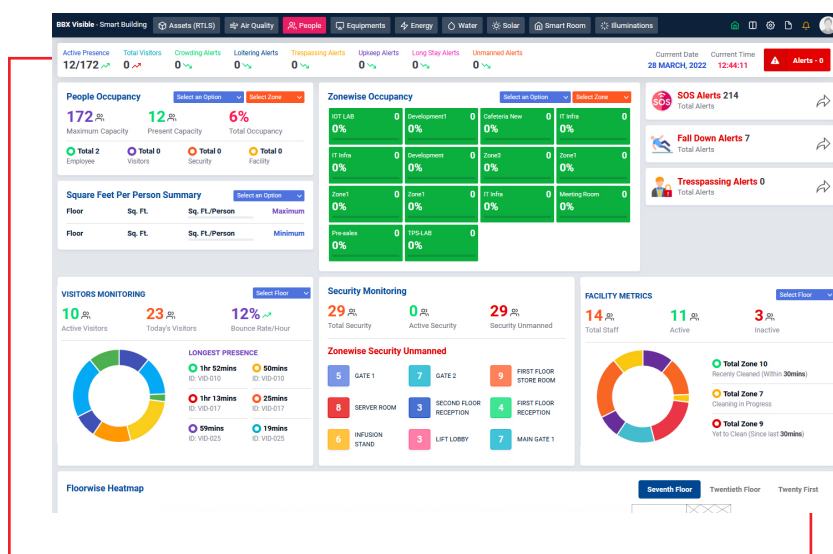 BBX Visible - Smart Building Assets (RTLS) Air Quality People Equipments Energy Water Solar Smart Room Illuminations
Active Presence Total Visitors Crowding Alerts Loitering Alerts Trespassing Alerts Upkeep Alerts Long Stay Alerts Unmanned Alerts
12/172 0 0 0 0 0 0 0
Current Date Current Time
28 MARCH, 2022 12:44:11
Alerts - 0
People Occupancy Select an Option Select Zone
172 12 6%
Maximum Capacity Present Capacity Total Occupancy
Total 2 Total 0 Total 0 Total 0
Employee Visitors Security Facility
Square Feet Per Person Summary Select an Option
Floor Sq. Ft. Sq. Ft./Person Maximum
Floor Sq. Ft. Sq. Ft./Person Minimum
Zonewise Occupancy Select an Option Select Zone
IOT LAB 0 Development1 0 Cafeteria New 0 IT Infra 0
0% 0% 0% 0%
IT Infra 0 Development 0 Zone3 0 Zone1 0
0% 0% 0% 0%
Zone1 0 Zone1 0 IT Infra 0 Meeting Room 0
0% 0% 0% 0%
Pre-sales 0 TPS-LAB 0
0% 0%
SOS
SOS Alerts 214
Total Alerts
Fall Down Alerts 7
Total Alerts
Tresspassing Alerts 0
Total Alerts
VISITORS MONITORING Select Floor
10 23 12%
Active Visitors Today's Visitors Bounce Rate/Hour
LONGEST PRESENCE
1hr 52mins 50mins
ID: VID-010 ID: VID-010
1hr 13mins 25mins
ID: VID-017 ID: VID-017
59mins 19mins
ID: VID-025 ID: VID-025
Security Monitoring
29 0 29
Total Security Active Security Security Unmanned
Zonewise Security Unmanned
5 GATE 1 7 GATE 2 9 FIRST FLOOR
STORE ROOM
8 SERVER ROOM 3 SECOND FLOOR 4 FIRST FLOOR
RECEPTION RECEPTION
6 INFUSION 3 LIFT LOBBY 7 MAIN GATE 1
STAND
FACILITY METRICS Select Floor
14 11 3
Total Staff Active Inactive
Total Zone 10
Recenty Cleaned (Within 30mins)
Total Zone 7
Cleaning in Progress
Total Zone 9
Yet to Clean (Since last 30mins)
Floorwise Heatmap Seventh Floor Twentieth Floor Twenty First